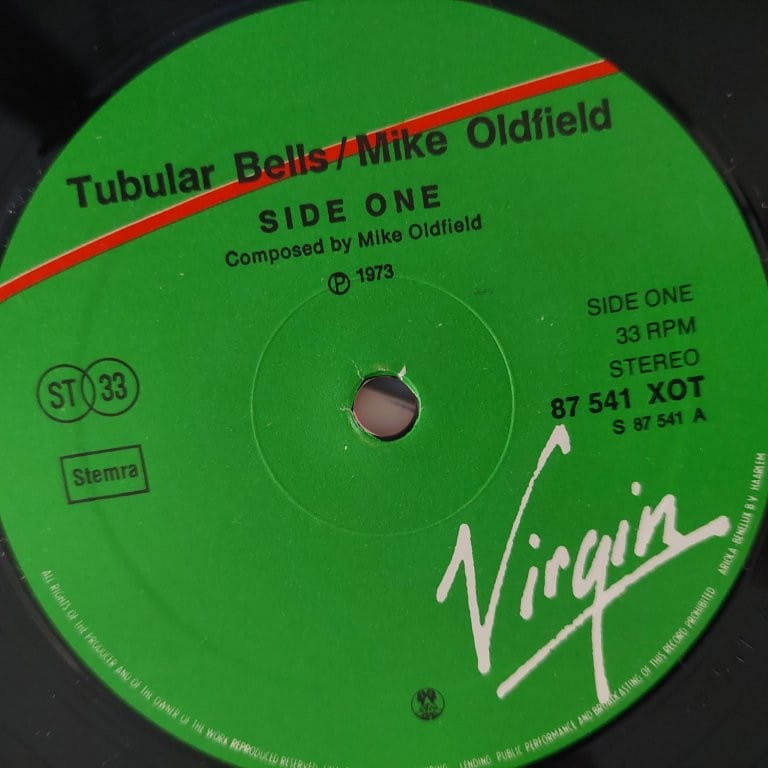 Tubular Bells / Mike Oldfield
SIDE ONE
Composed by Mike Oldfield
Ⓟ 1973
SIDE ONE
33 RPM
STEREO
87 541 XOT
S 87 541 A
ST 33
Stemra
Virgin
ALL RIGHTS OF THE PRODUCER AND OF THE OWNER OF THE WORK REPRODUCED RESERVED
LENDING PUBLIC PERFORMANCE AND BROADCASTING OF THIS RECORD PROHIBITED
ARIOLA BENELUX B V HAARLEM